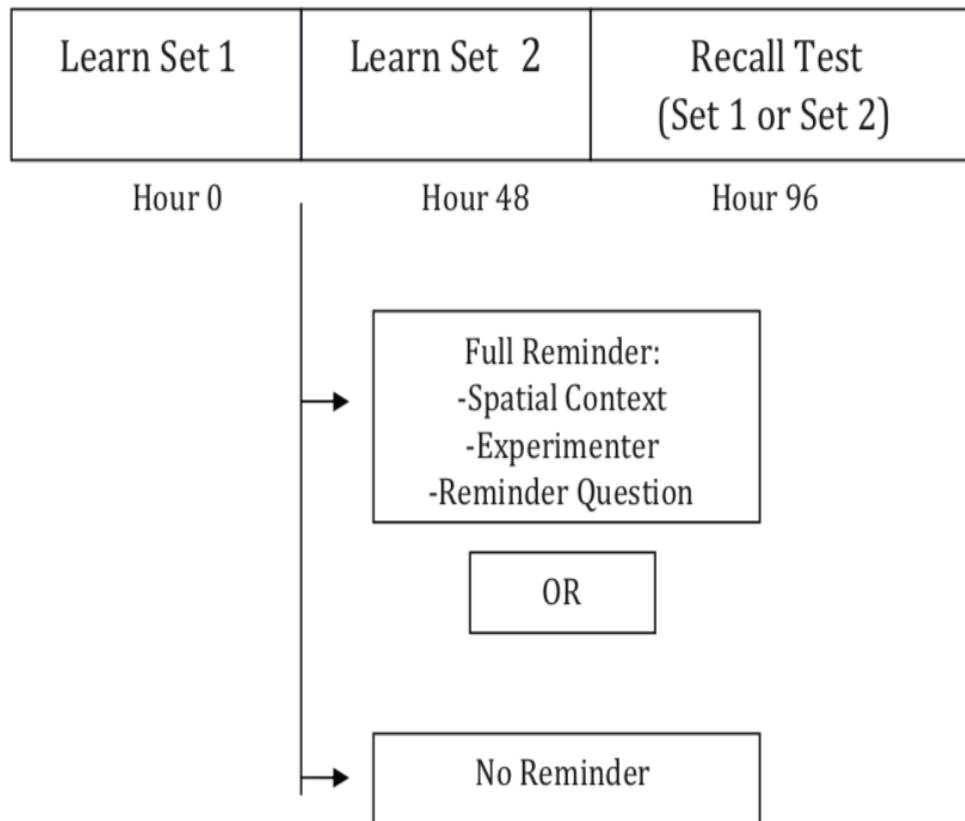 Learn Set 1
Learn Set 2
Recall Test
(Set 1 or Set 2)
Hour 0
Hour 48
Hour 96
Full Reminder:
-Spatial Context
-Experimenter
-Reminder Question
OR
No Reminder